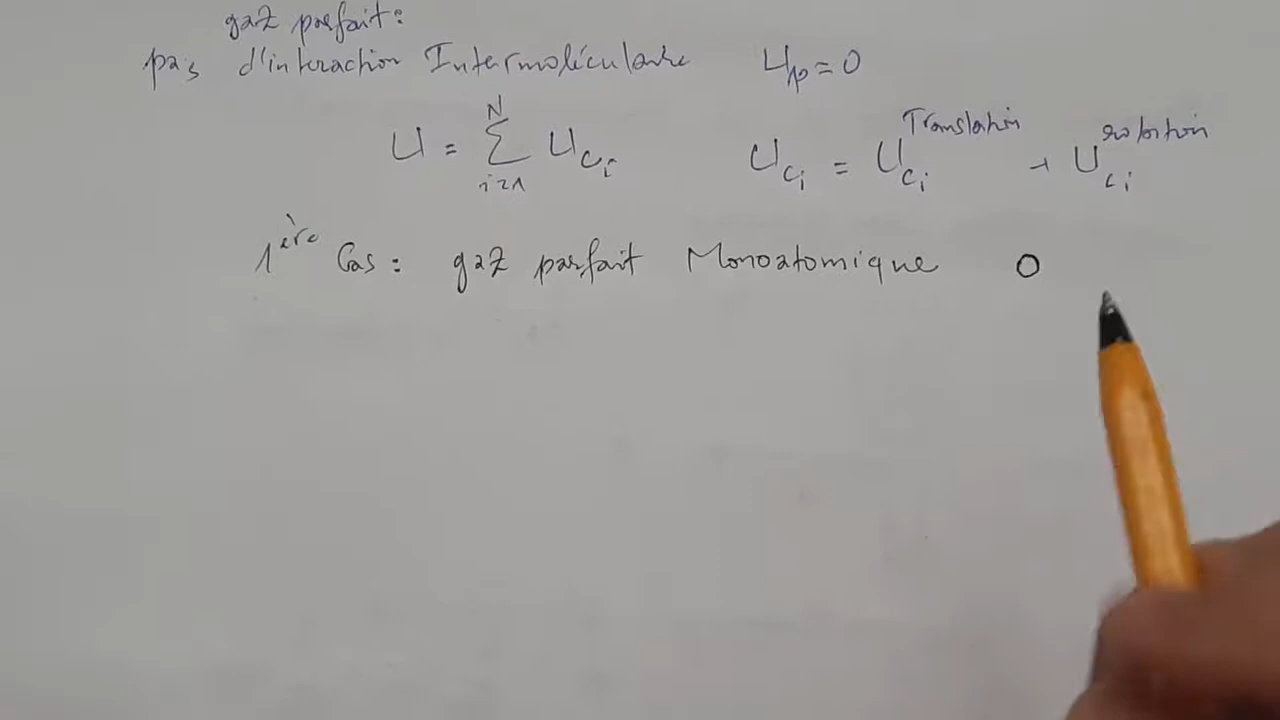 gaz parfait:
pas d'interaction Intermoléculaire Up = 0
U = Σ_{i=1}^{N} U_{c_i} U_{c_i} = U_{c_i}^{Translation} + U_{c_i}^{rotation}
1ère Cas: gaz parfait Monoatomique O